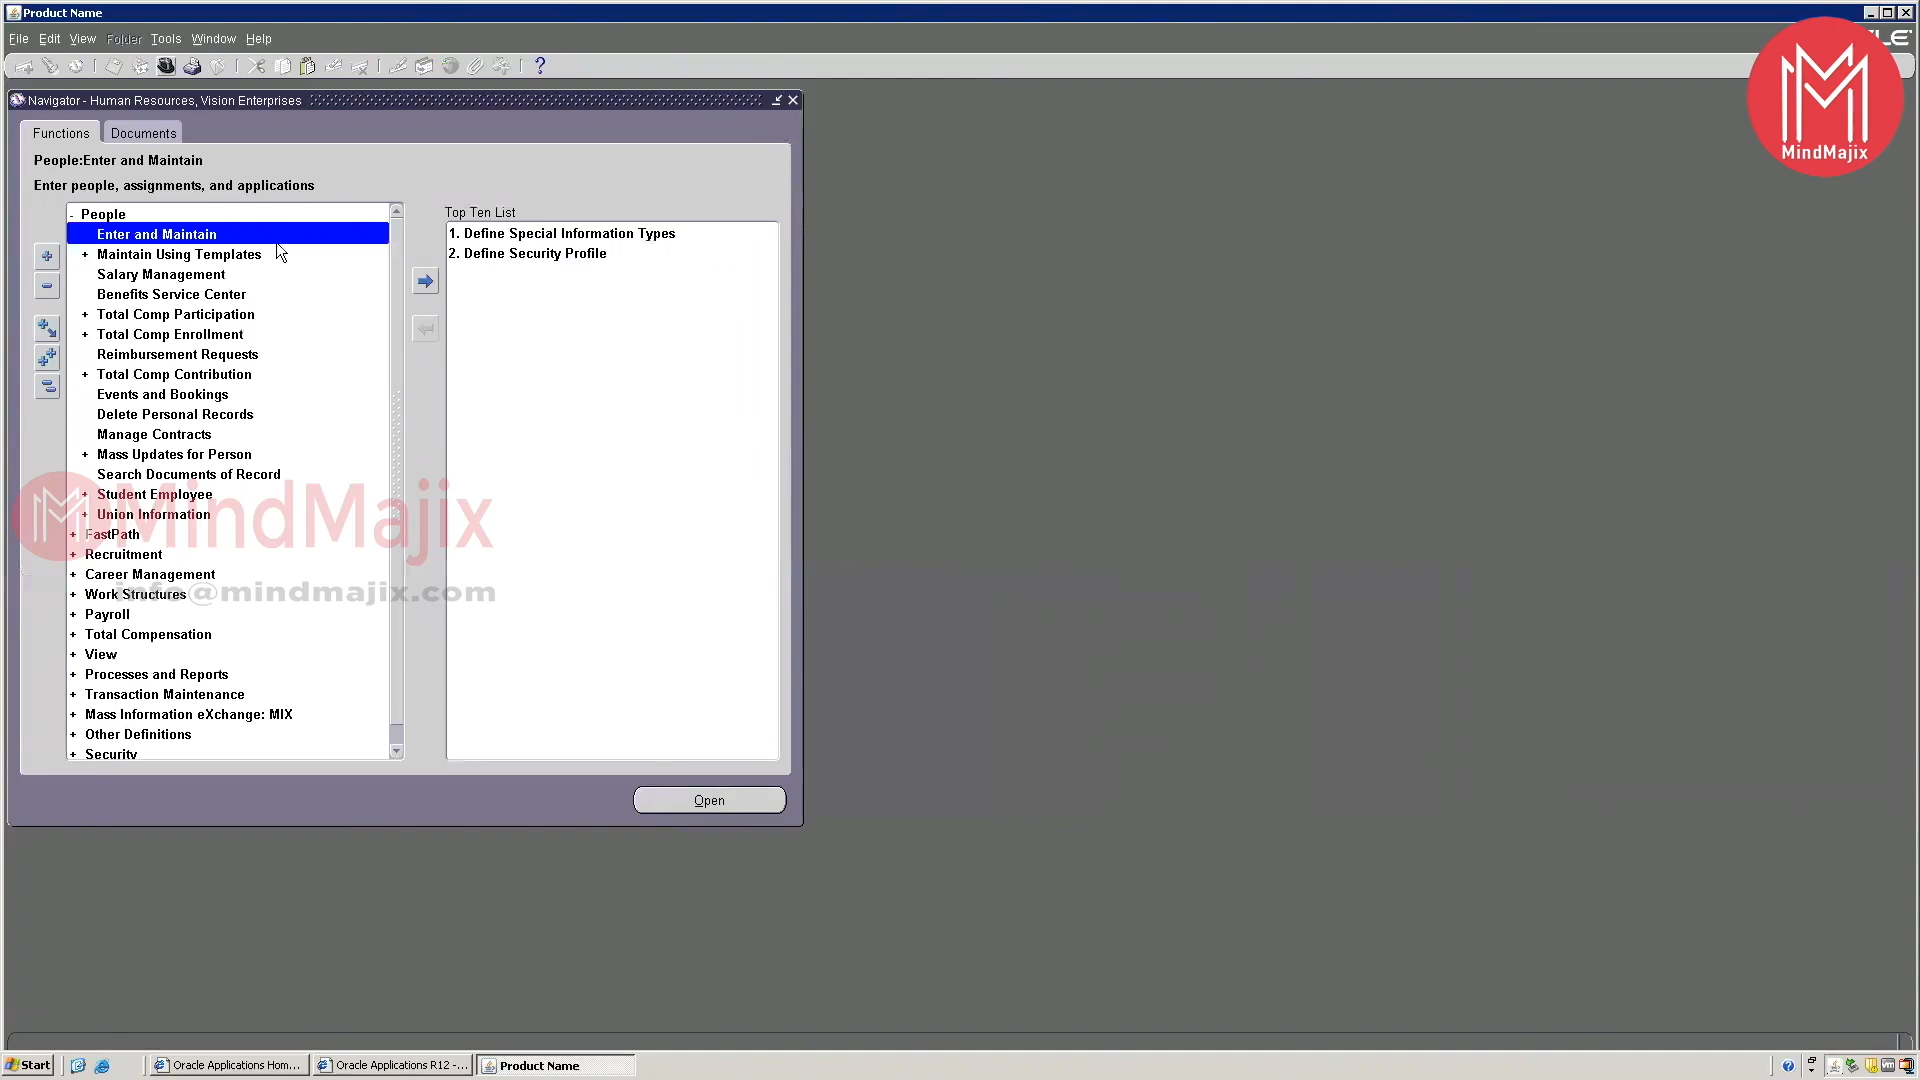 Product Name
File Edit View Folder Tools Window Help
MindMajix
Navigator - Human Resources, Vision Enterprises
Functions Documents
People:Enter and Maintain
Enter people, assignments, and applications
Top Ten List
- People
Enter and Maintain
+ Maintain Using Templates
Salary Management
Benefits Service Center
+ Total Comp Participation
+ Total Comp Enrollment
Reimbursement Requests
+ Total Comp Contribution
Events and Bookings
Delete Personal Records
Manage Contracts
+ Mass Updates for Person
Search Documents of Record
+ Student Employee
+ Union Information
+ FastPath
+ Recruitment
+ Career Management
+ Work Structures
+ Payroll
+ Total Compensation
+ View
+ Processes and Reports
+ Transaction Maintenance
+ Mass Information eXchange: MIX
+ Other Definitions
+ Security
1. Define Special Information Types
2. Define Security Profile
MindMajix
info@mindmajix.com
Open
Start Oracle Applications Hom... Oracle Applications R12 -... Product Name